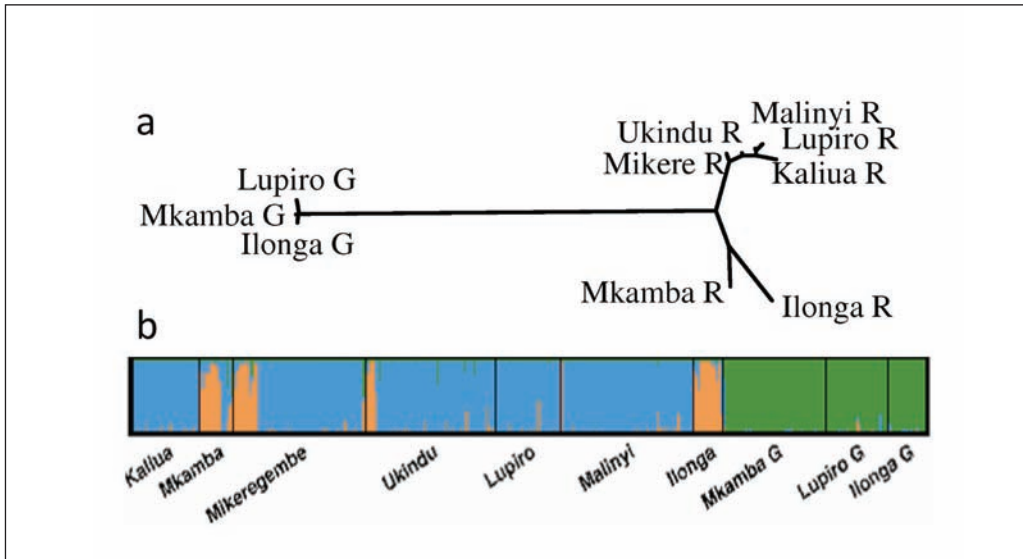 a
Malinyi R
Ukindu R
Lupiro R
Mikere R
Kaliua R
Lupiro G
Mkamba G
Ilonga G
Mkamba R
Ilonga R
b
Kaliua
Mkamba
Mikeregembe
Ukindu
Lupiro
Malinyi
Ilonga
Mkamba G
Lupiro G
Ilonga G